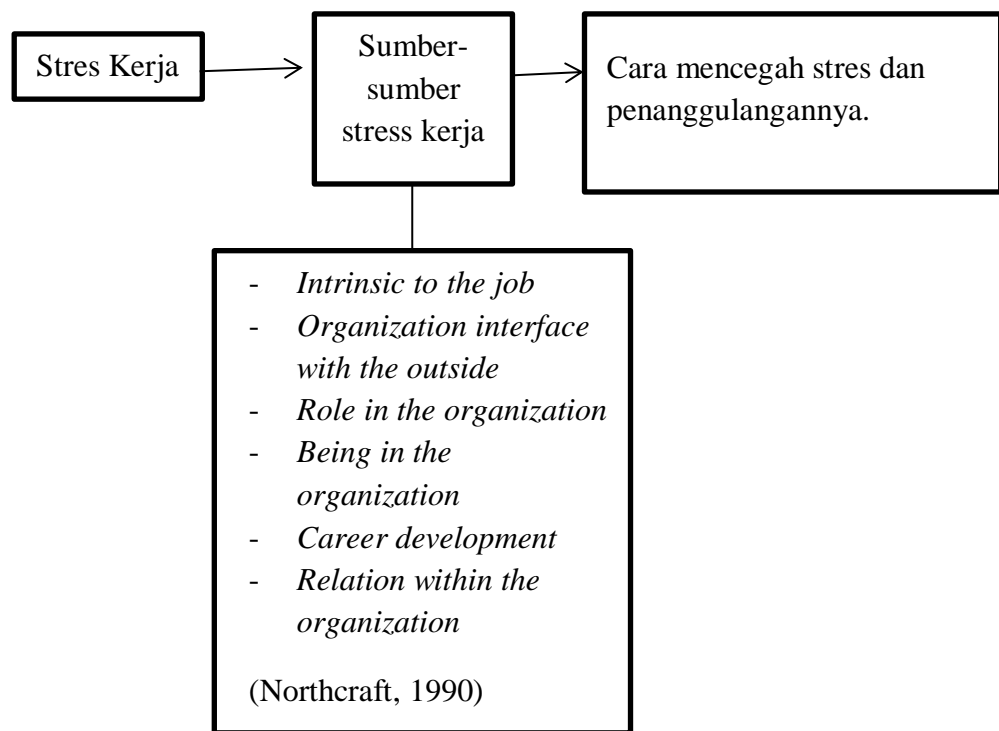 Stres Kerja
Sumber-
sumber
stress kerja
Cara mencegah stres dan
penanggulangannya.
- Intrinsic to the job
- Organization interface
with the outside
- Role in the organization
- Being in the
organization
- Career development
- Relation within the
organization
(Northcraft, 1990)